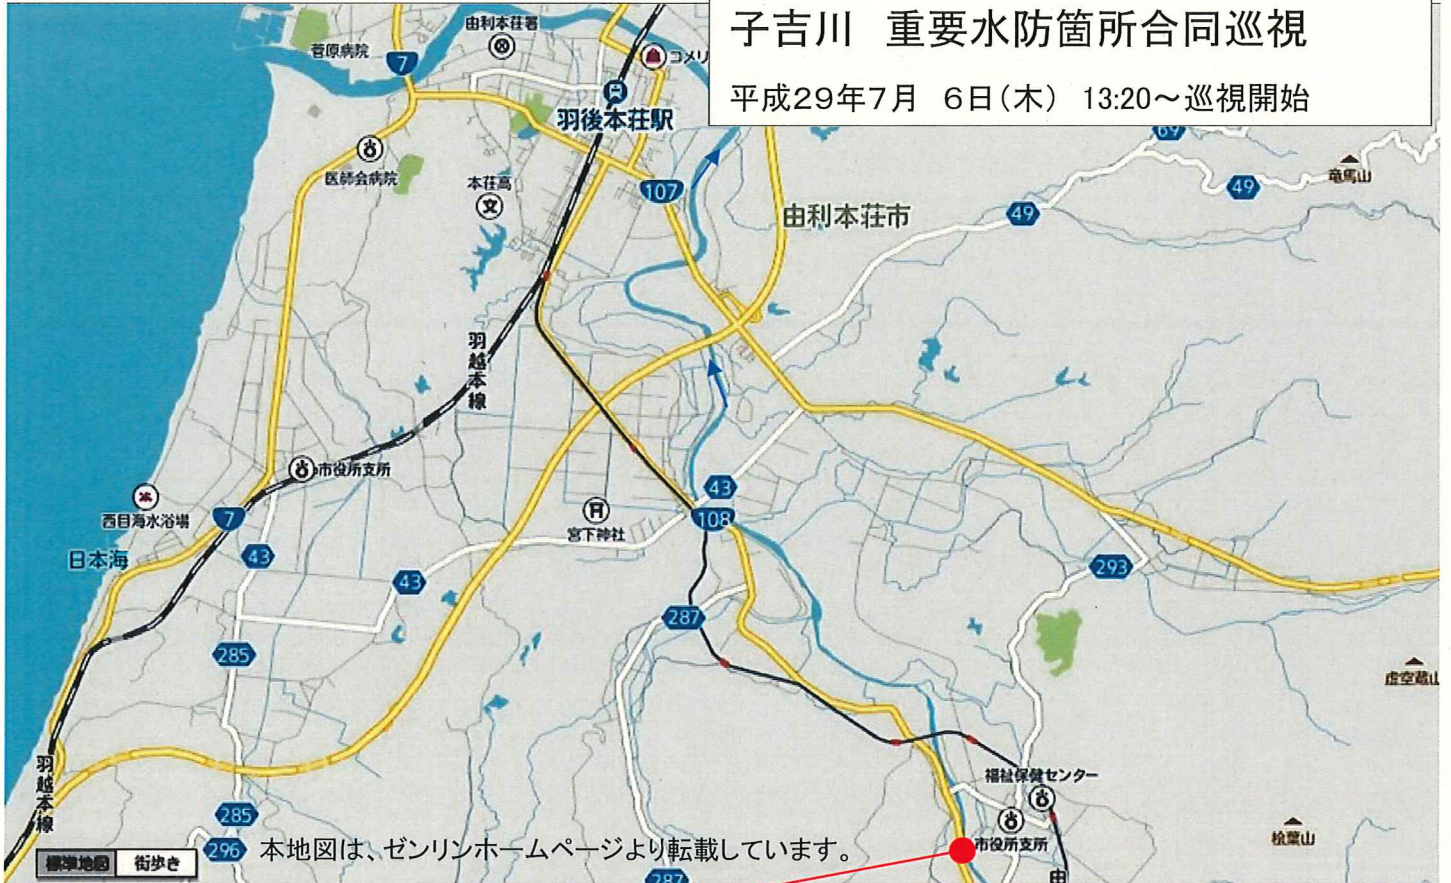 子吉川 重要水防箇所合同巡視
平成29年7月 6日(木) 13:20～巡視開始
由利本荘署
菅原病院
7
コメリ
羽後本荘駅
医師会病院
本荘高
文
107
由利本荘市
69
49
49
竜馬山
羽越本線
市役所支所
西目海水浴場
7
日本海
43
43
43
108
宮下神社
293
287
285
虚空蔵山
羽越本線
福祉保健センター
285
296
本地図は、ゼンリンホームページより転載しています。
市役所支所
桧葉山
標準地図 街歩き
287
由